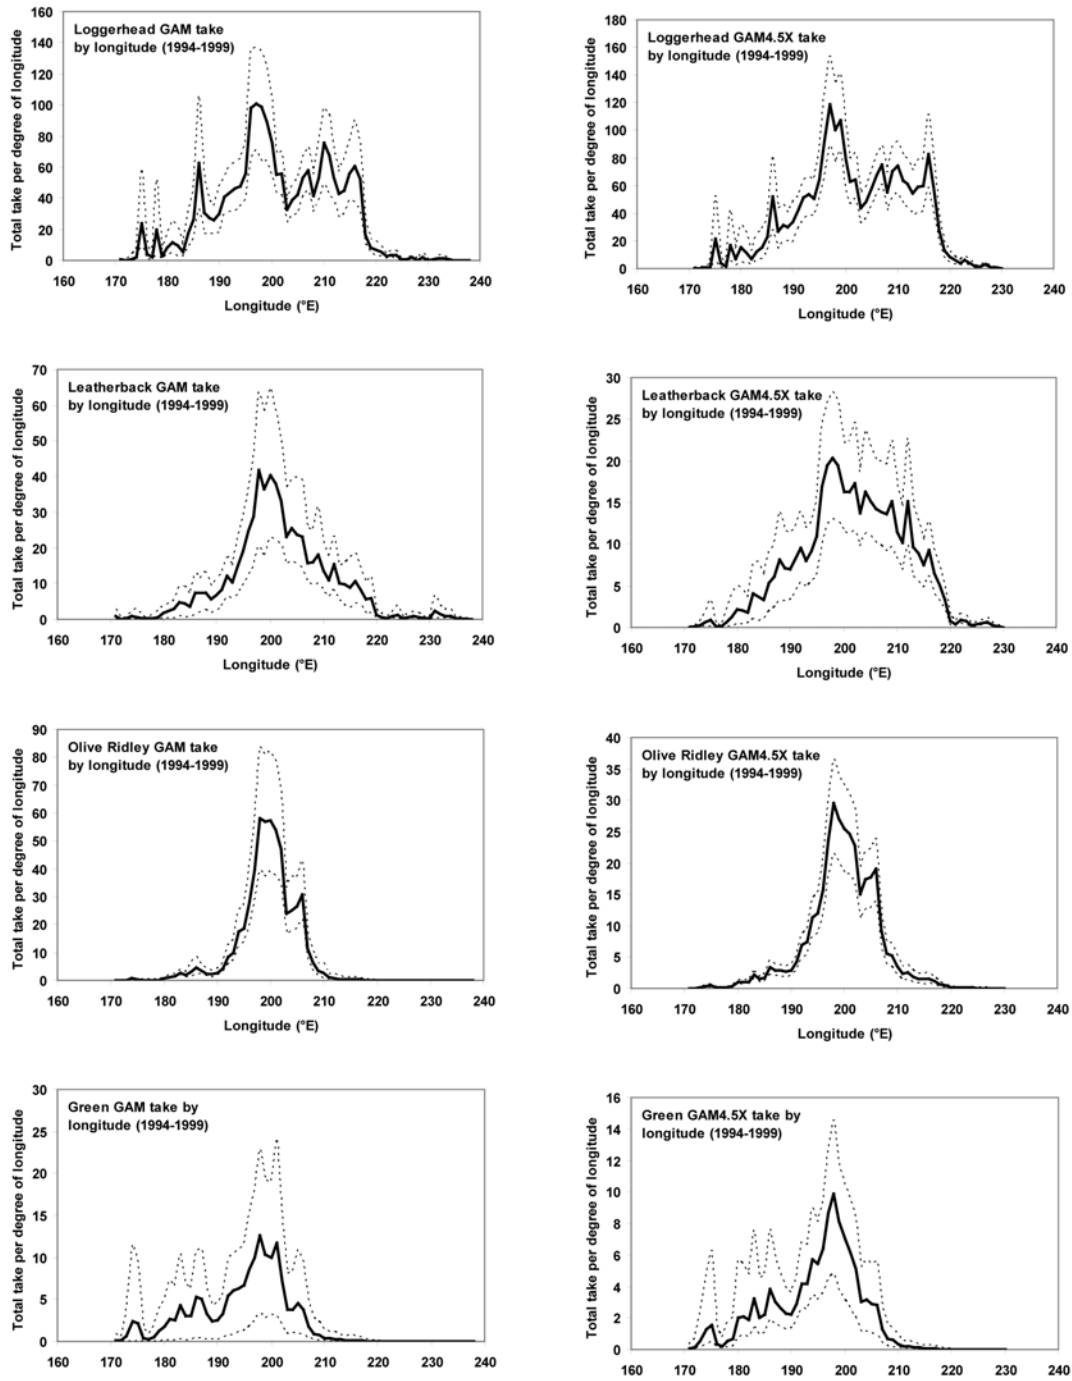 Loggerhead GAM take
by longitude (1994-1999)
Total take per degree of longitude
160
140
120
100
80
60
40
20
0
160 170 180 190 200 210 220 230 240
Longitude (°E)
Loggerhead GAM4.5X take
by longitude (1994-1999)
Total take per degree of longitude
180
160
140
120
100
80
60
40
20
0
160 170 180 190 200 210 220 230 240
Longitude (°E)
Leatherback GAM take
by longitude (1994-1999)
Total take per degree of longitude
70
60
50
40
30
20
10
0
160 170 180 190 200 210 220 230 240
Longitude (°E)
Leatherback GAM4.5X take
by longitude (1994-1999)
Total take per degree of longitude
30
25
20
15
10
5
0
160 170 180 190 200 210 220 230 240
Longitude (°E)
Olive Ridley GAM take
by longitude (1994-1999)
Total take per degree of longitude
90
80
70
60
50
40
30
20
10
0
160 170 180 190 200 210 220 230 240
Longitude (°E)
Olive Ridley GAM4.5X take
by longitude (1994-1999)
Total take per degree of longitude
40
35
30
25
20
15
10
5
0
160 170 180 190 200 210 220 230 240
Longitude (°E)
Green GAM take by
longitude (1994-1999)
Total take per degree of longitude
30
25
20
15
10
5
0
160 170 180 190 200 210 220 230 240
Longitude (°E)
Green GAM4.5X take by
longitude (1994-1999)
Total take per degree of longitude
16
14
12
10
8
6
4
2
0
160 170 180 190 200 210 220 230 240